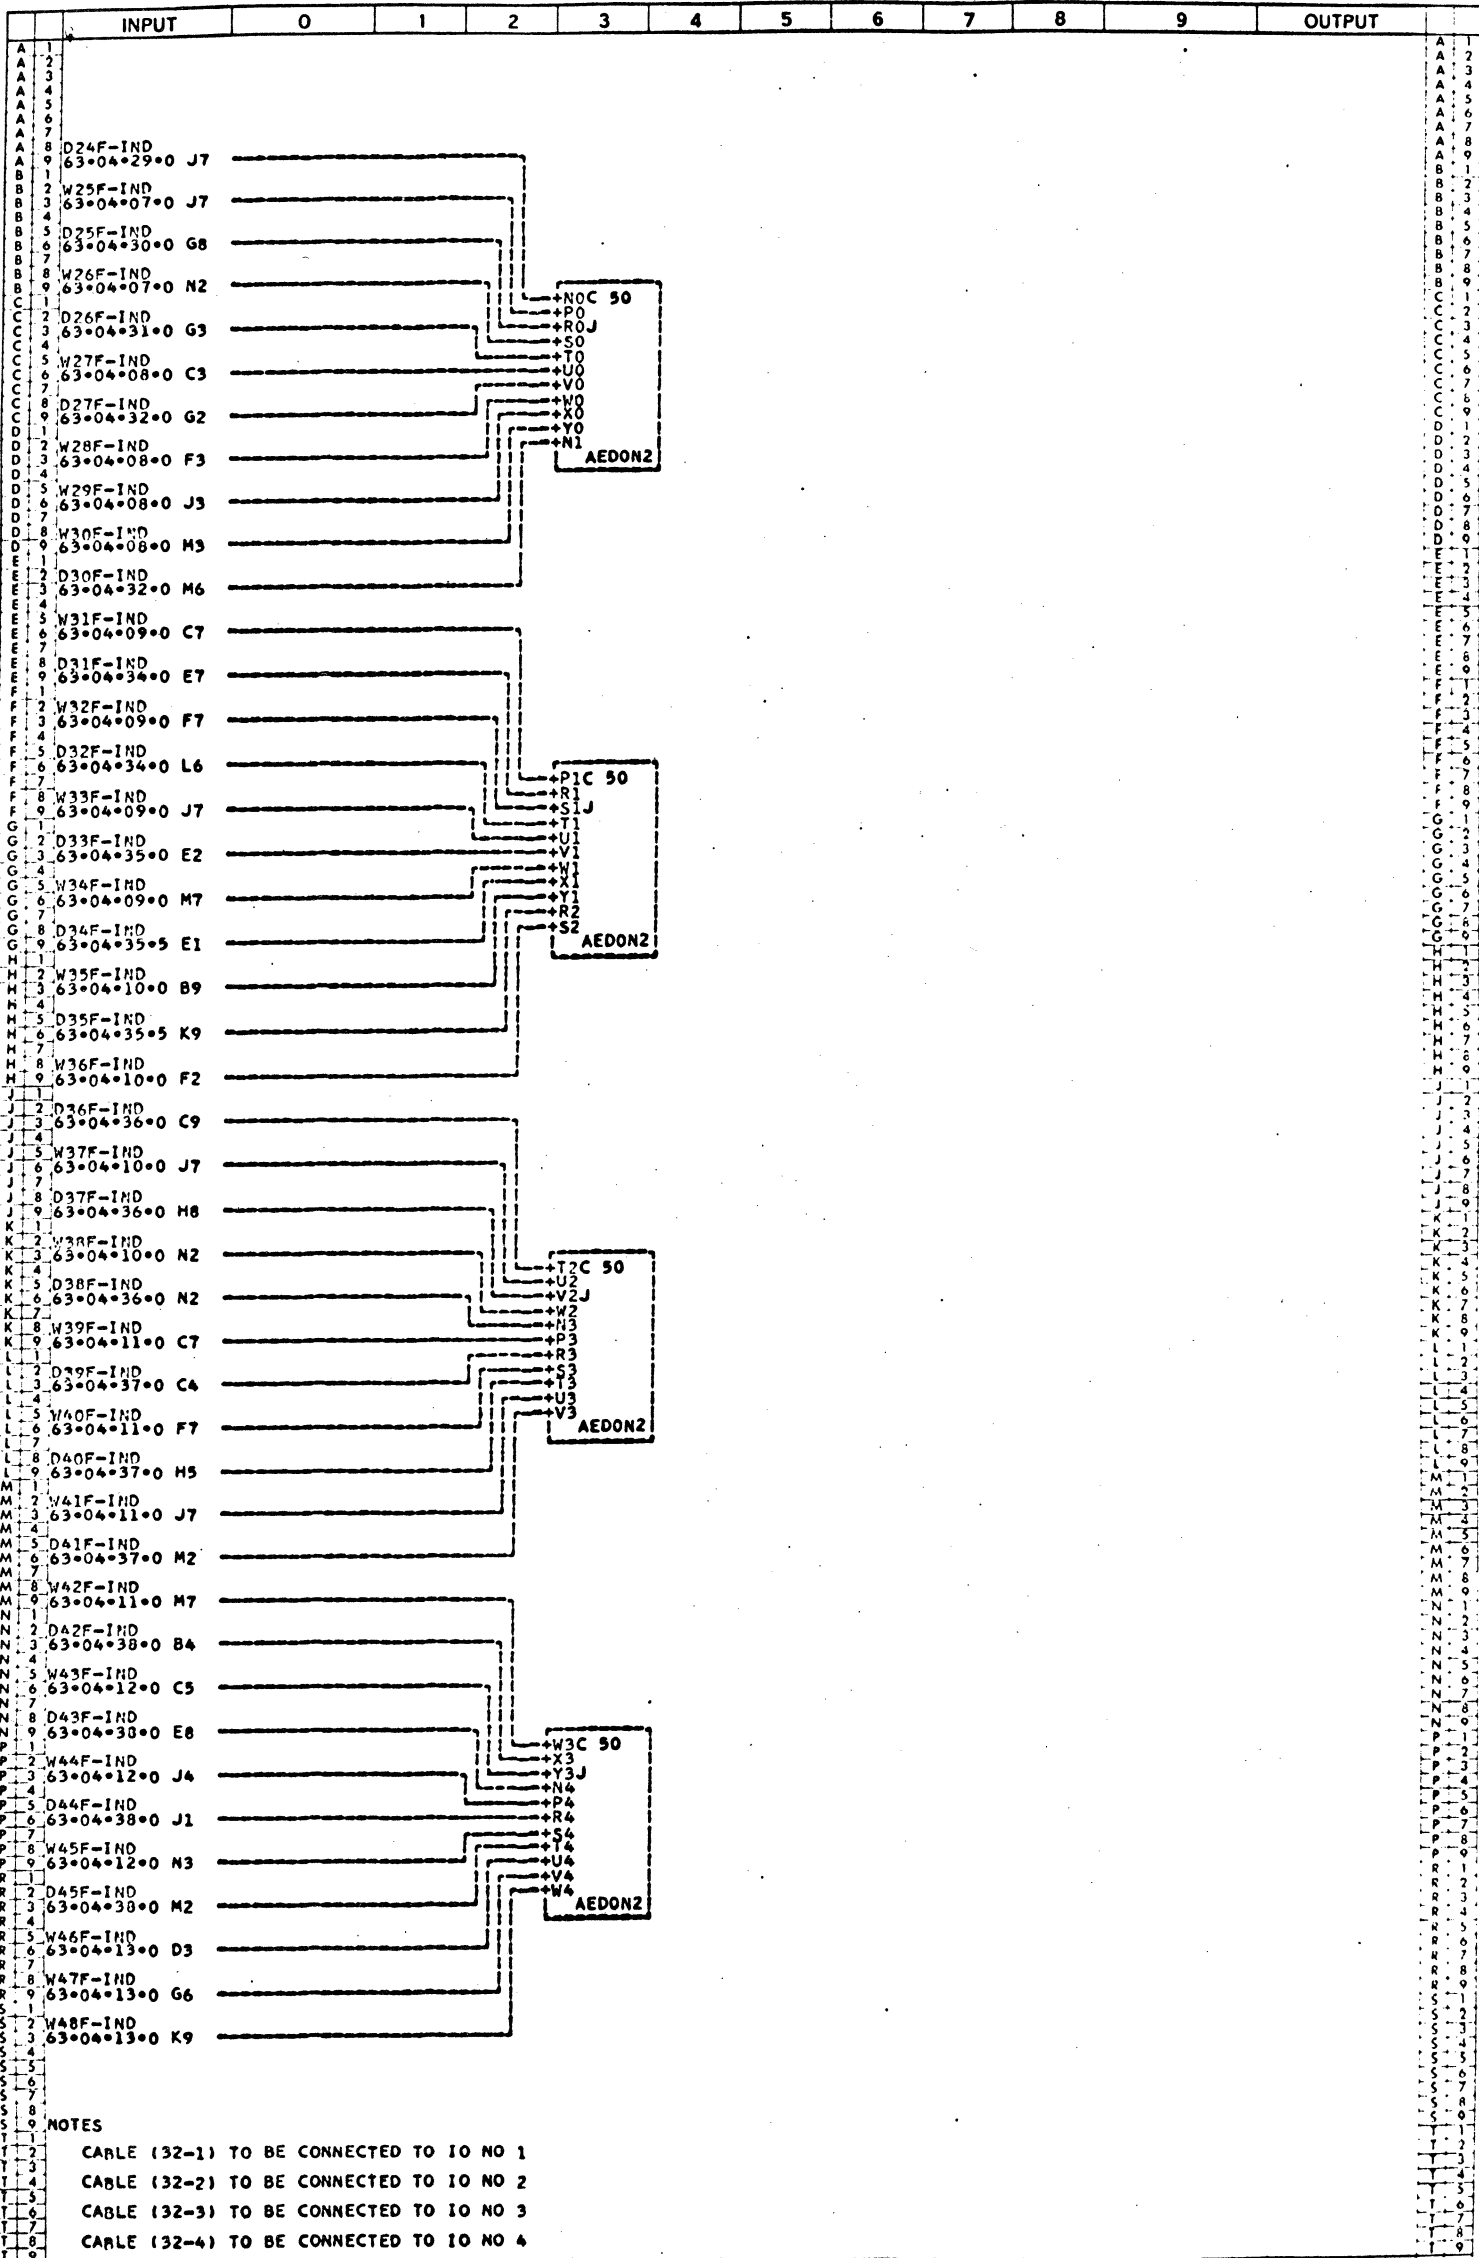 INPUT 0 1 2 3 4 5 6 7 8 9 OUTPUT
D24F-IND
63•04•29•0 J7
W25F-IND
63•04•07•0 J7
D25F-IND
63•04•30•0 G8
W26F-IND
63•04•07•0 N2
+N0C 50
+P0
D26F-IND
63•04•31•0 G3
+R0J
+S0
+T0
W27F-IND
63•04•08•0 C3
+U0
+V0
D27F-IND
63•04•32•0 G2
+W0
+X0
+Y0
+N1
W28F-IND
63•04•08•0 F3
AEDON2
W29F-IND
63•04•08•0 J3
W30F-IND
63•04•08•0 M3
D30F-IND
63•04•32•0 M6
W31F-IND
63•04•09•0 C7
D31F-IND
63•04•34•0 E7
W32F-IND
63•04•09•0 F7
D32F-IND
63•04•34•0 L6
+P1C 50
+R1
W33F-IND
63•04•09•0 J7
+S1J
+T1
+U1
D33F-IND
63•04•35•0 E2
+V1
+W1
+X1
W34F-IND
63•04•09•0 M7
+Y1
+R2
+S2
D34F-IND
63•04•35•5 E1
AEDON2
W35F-IND
63•04•10•0 B9
D35F-IND
63•04•35•5 K9
W36F-IND
63•04•10•0 F2
D36F-IND
63•04•36•0 C9
W37F-IND
63•04•10•0 J7
D37F-IND
63•04•36•0 H8
W38F-IND
63•04•10•0 N2
+T2C 50
+U2
D38F-IND
63•04•36•0 N2
+V2J
+W2
+N3
W39F-IND
63•04•11•0 C7
+P3
+R3
D39F-IND
63•04•37•0 C4
+S3
+T3
+U3
+V3
W40F-IND
63•04•11•0 F7
AEDON2
D40F-IND
63•04•37•0 H5
W41F-IND
63•04•11•0 J7
D41F-IND
63•04•37•0 M2
W42F-IND
63•04•11•0 M7
D42F-IND
63•04•38•0 B4
W43F-IND
63•04•12•0 C5
D43F-IND
63•04•38•0 E8
+W3C 50
+X3
W44F-IND
63•04•12•0 J4
+Y3J
+N4
+P4
D44F-IND
63•04•38•0 J1
+R4
+S4
+T4
W45F-IND
63•04•12•0 N3
+U4
+V4
+W4
D45F-IND
63•04•38•0 M2
AEDON2
W46F-IND
63•04•13•0 D3
W47F-IND
63•04•13•0 G6
W48F-IND
63•04•13•0 K9
NOTES
CABLE (32-1) TO BE CONNECTED TO IO NO 1
CABLE (32-2) TO BE CONNECTED TO IO NO 2
CABLE (32-3) TO BE CONNECTED TO IO NO 3
CABLE (32-4) TO BE CONNECTED TO IO NO 4